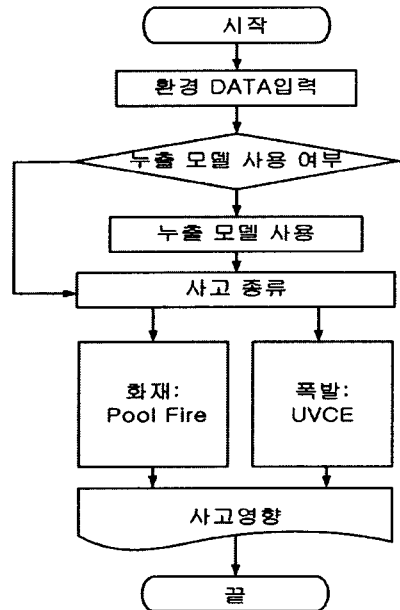 시작
환경 DATA입력
누출 모델 사용 여부
누출 모델 사용
사고 종류
화재:
Pool Fire
폭발:
UVCE
사고영향
끝